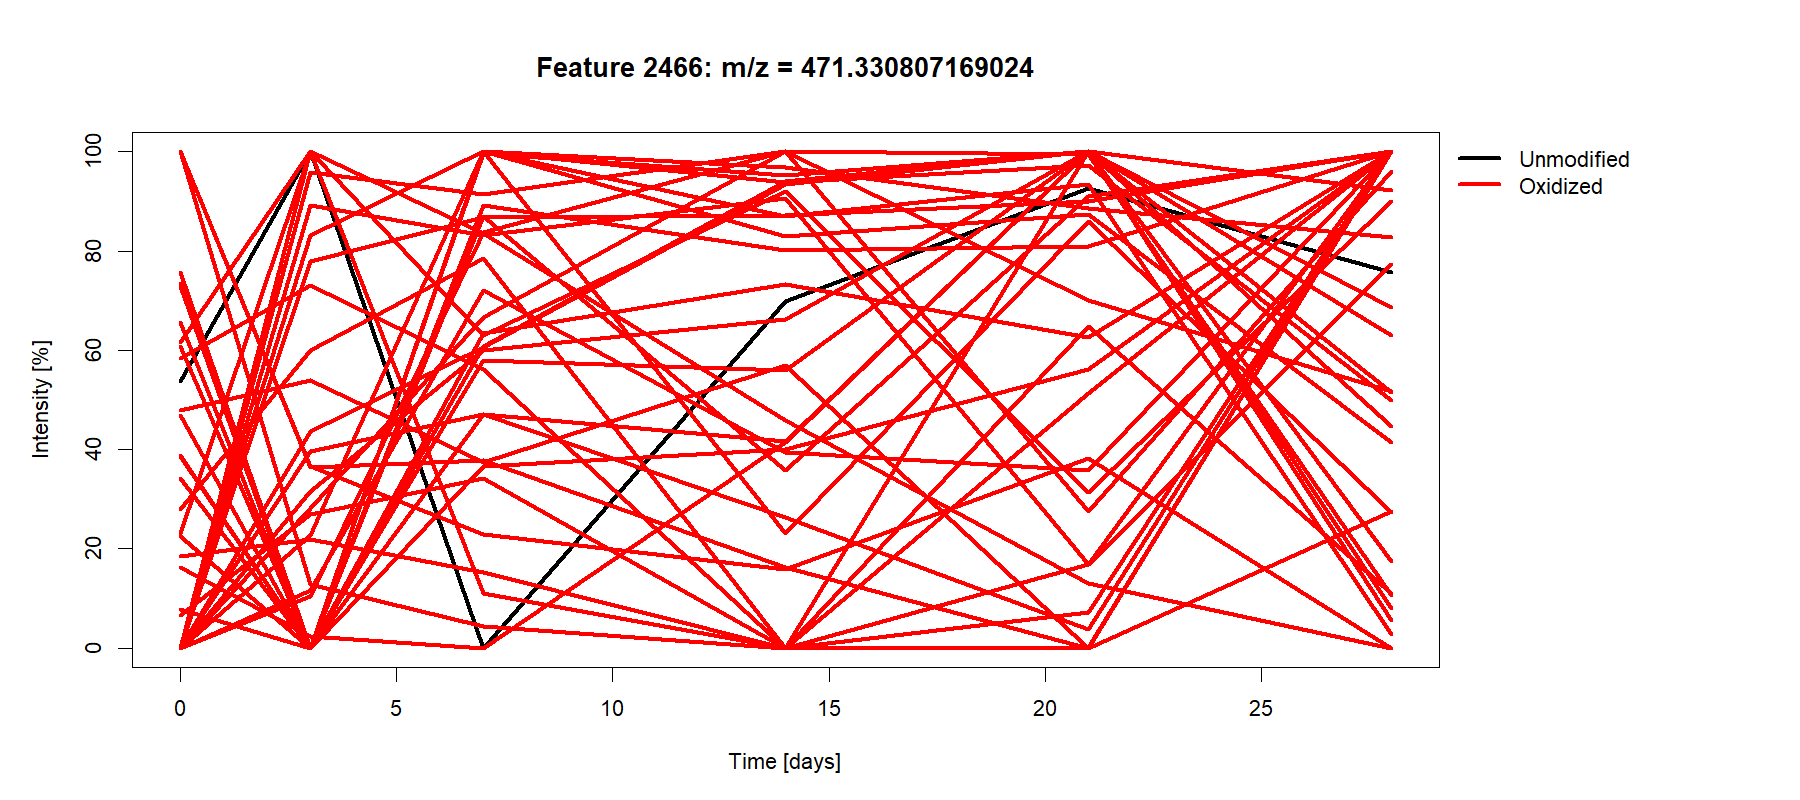 Feature 2466: m/z = 471.330807169024
Unmodified
Oxidized
Intensity [%]
100
80
60
40
20
0
0 5 10 15 20 25
Time [days]